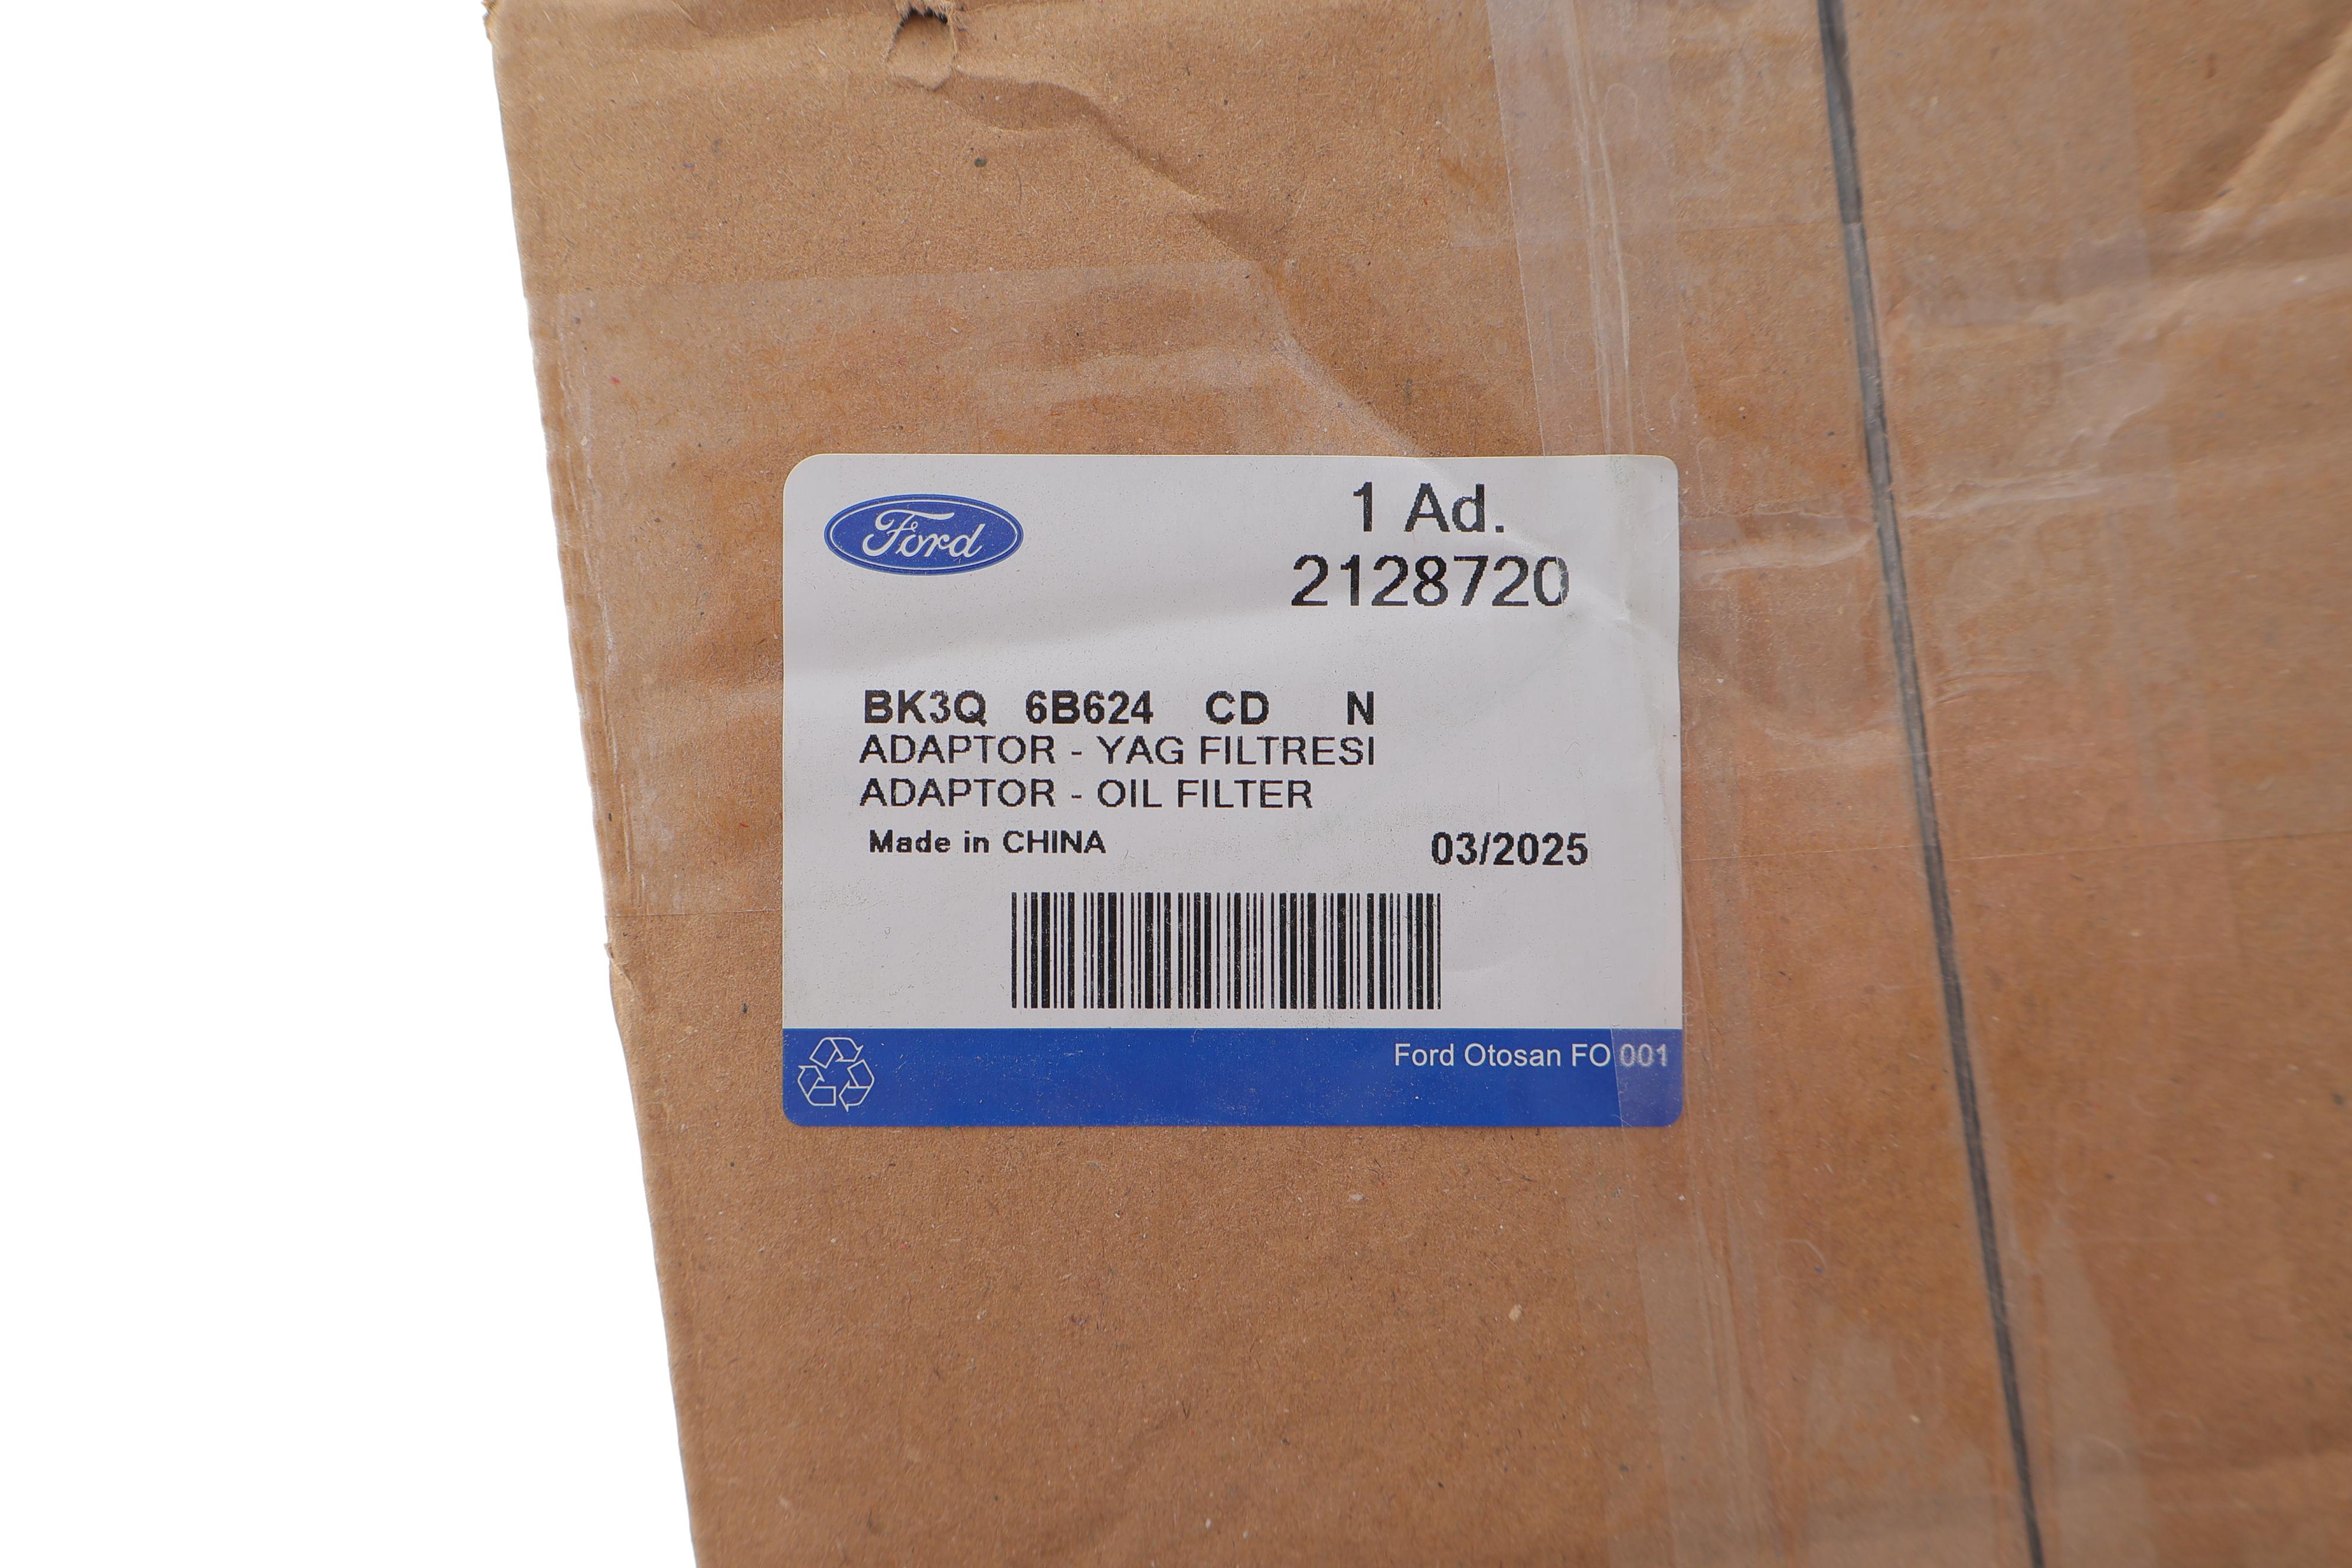 Ford
1 Ad.
2128720
BK3Q 6B624 CD N
ADAPTOR - YAG FILTRESI
ADAPTOR - OIL FILTER
Made in CHINA
03/2025
Ford Otosan FO 001